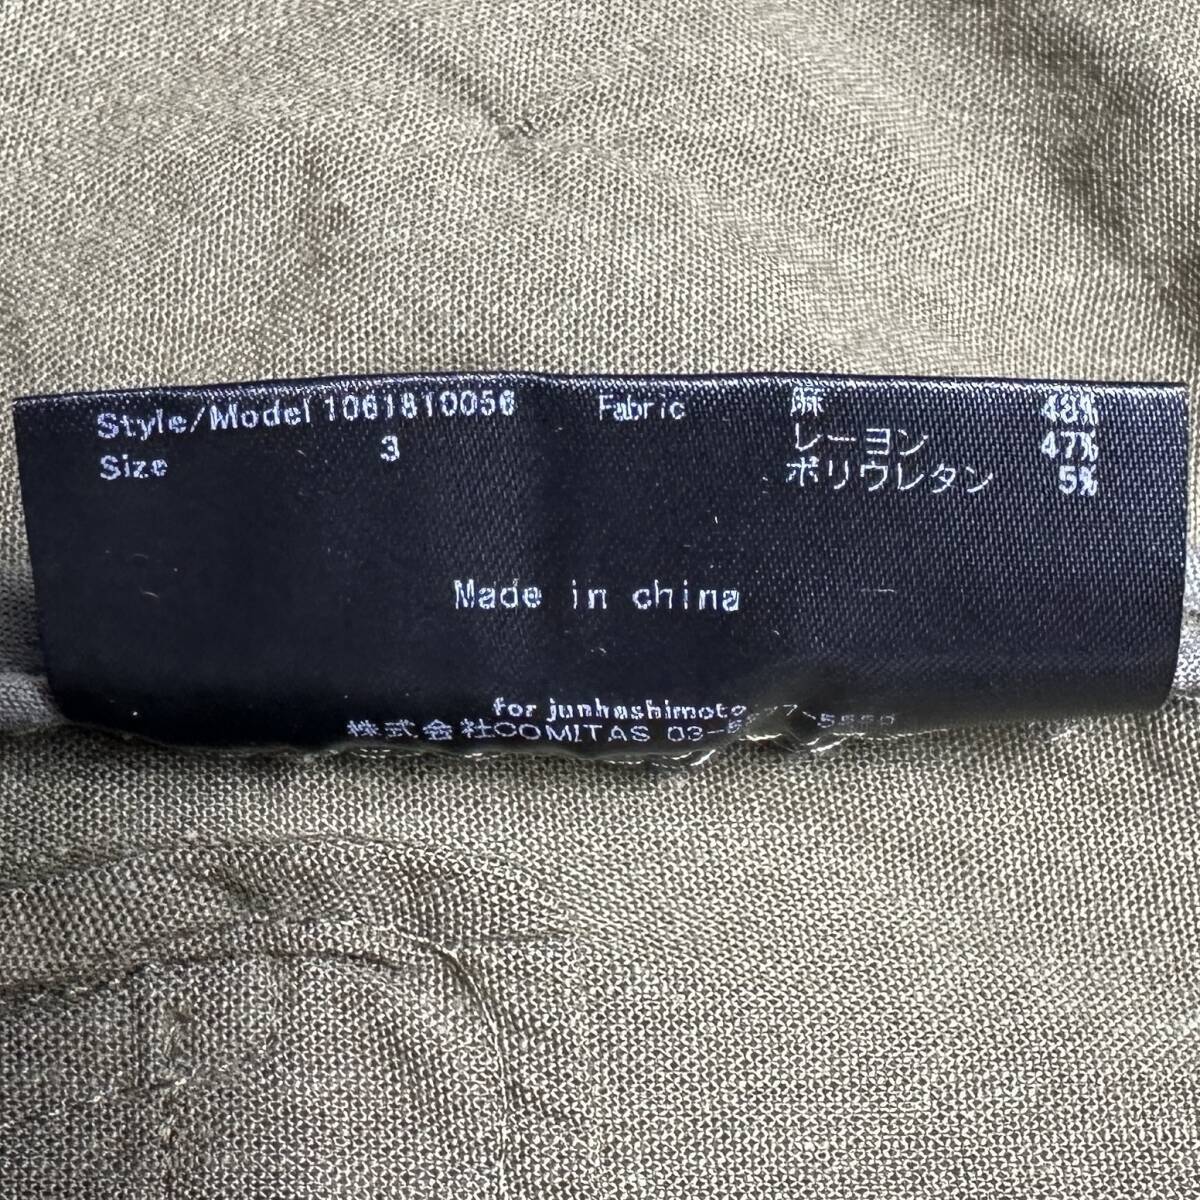 Style/Model 1061810056 Fabric 麻 48%
Size 3 レーヨン 47%
ポリウレタン 5%
Made in china
for junhashimoto
株式会社COMITAS